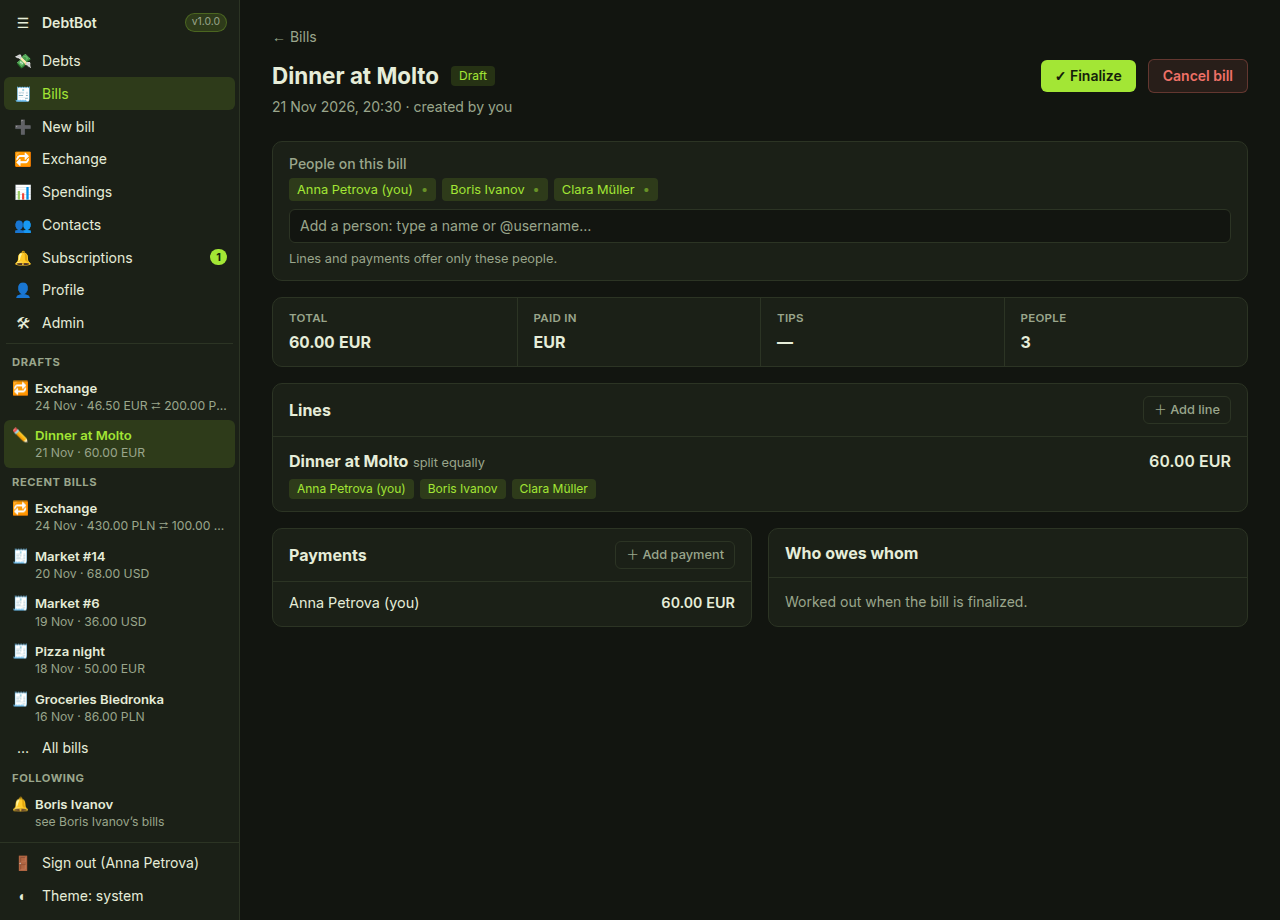 ☰ DebtBot v1.0.0
Debts
Bills
New bill
Exchange
Spendings
Contacts
Subscriptions 1
Profile
Admin
DRAFTS
Exchange
24 Nov · 46.50 EUR ⇄ 200.00 P...
Dinner at Molto
21 Nov · 60.00 EUR
RECENT BILLS
Exchange
24 Nov · 430.00 PLN ⇄ 100.00 ...
Market #14
20 Nov · 68.00 USD
Market #6
19 Nov · 36.00 USD
Pizza night
18 Nov · 50.00 EUR
Groceries Biedronka
16 Nov · 86.00 PLN
... All bills
FOLLOWING
Boris Ivanov
see Boris Ivanov’s bills
Sign out (Anna Petrova)
Theme: system
← Bills
Dinner at Molto Draft
✓ Finalize Cancel bill
21 Nov 2026, 20:30 · created by you
People on this bill
Anna Petrova (you) • Boris Ivanov • Clara Müller •
Add a person: type a name or @username...
Lines and payments offer only these people.
TOTAL PAID IN TIPS PEOPLE
60.00 EUR EUR — 3
Lines + Add line
Dinner at Molto split equally 60.00 EUR
Anna Petrova (you) Boris Ivanov Clara Müller
Payments + Add payment
Anna Petrova (you) 60.00 EUR
Who owes whom
Worked out when the bill is finalized.